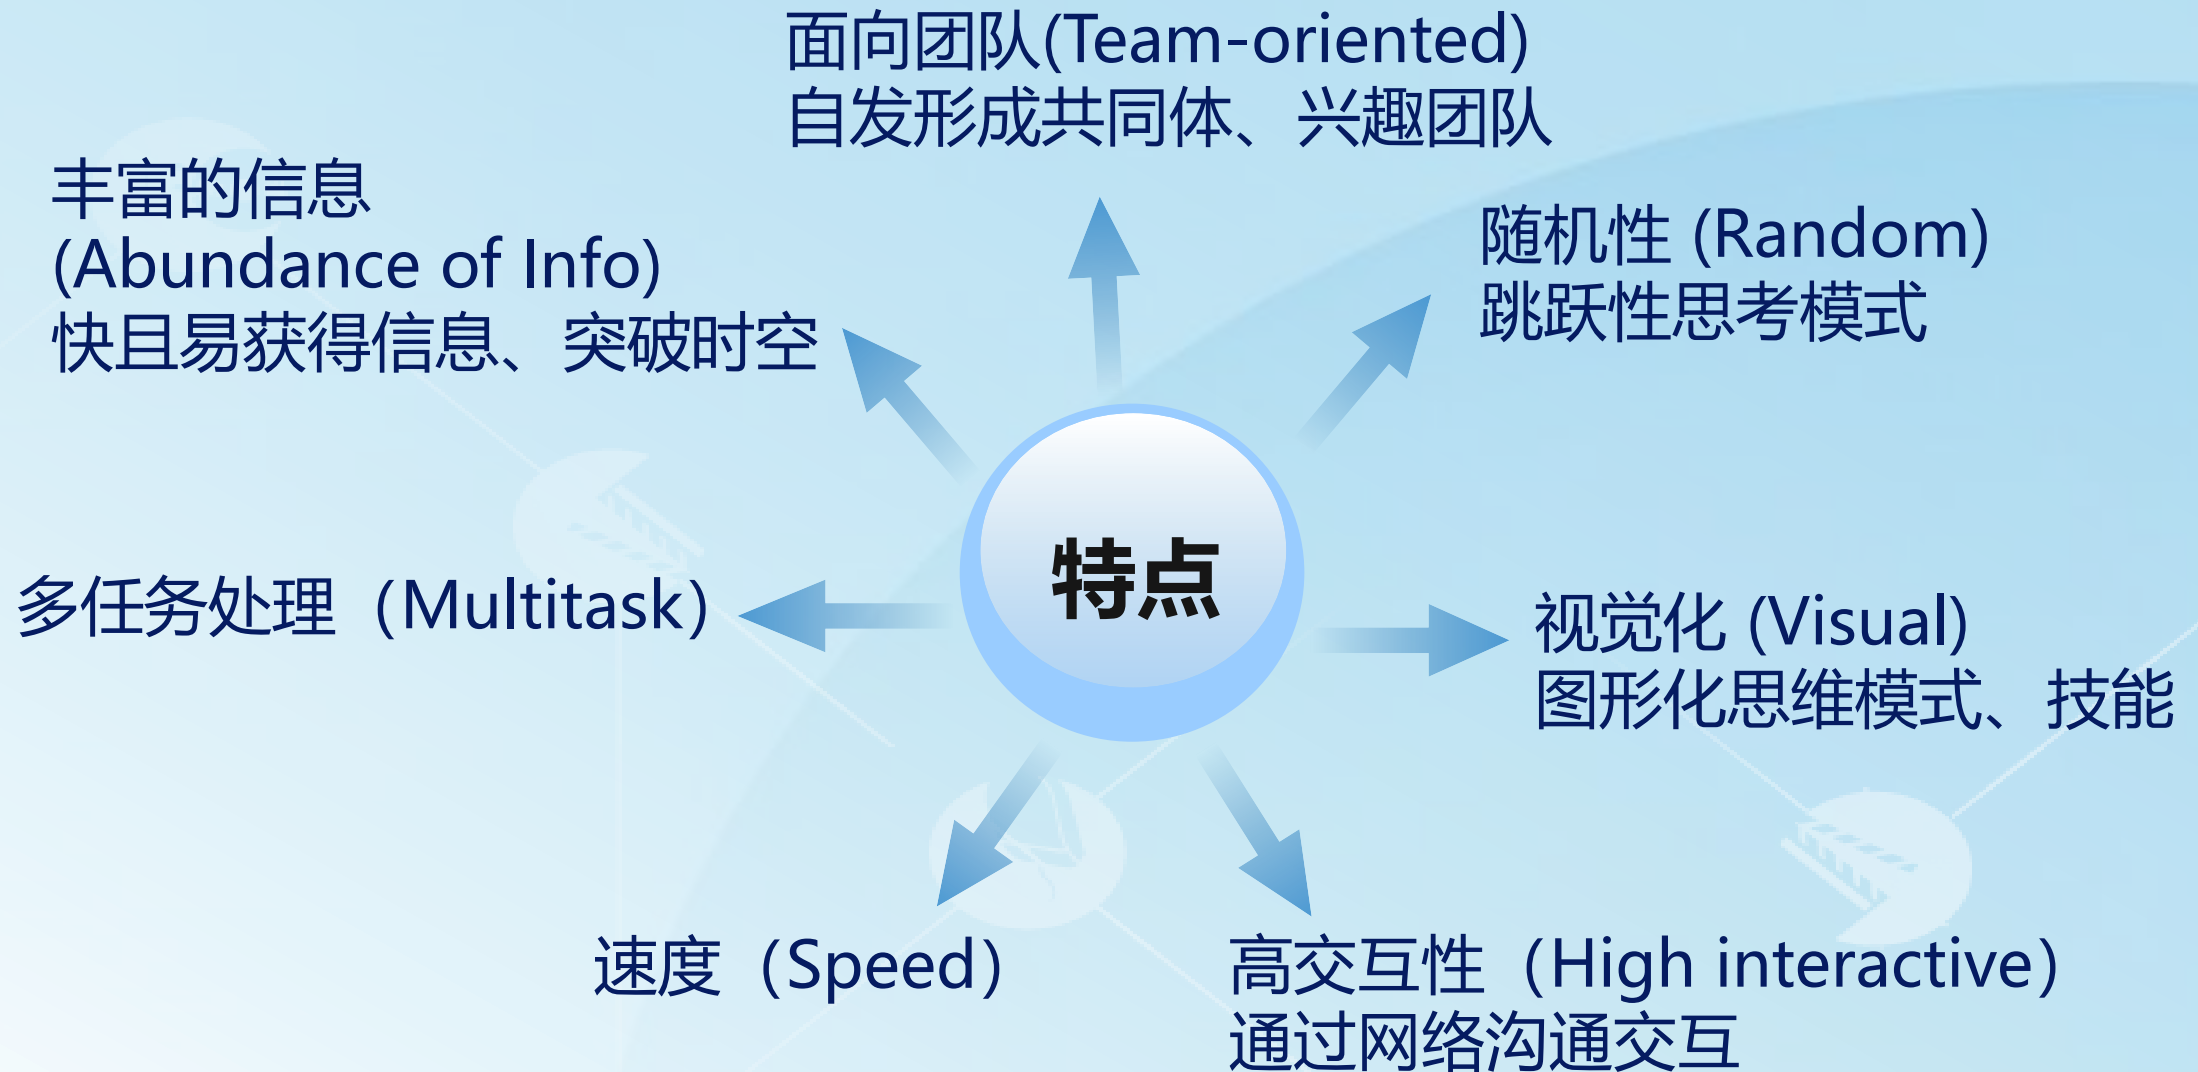 面向团队(Team-oriented)
自发形成共同体、兴趣团队
丰富的信息
(Abundance of Info)
快且易获得信息、突破时空
随机性 (Random)
跳跃性思考模式
特点
多任务处理（Multitask）
视觉化 (Visual)
图形化思维模式、技能
速度（Speed）
高交互性（High interactive）
通过网络沟通交互